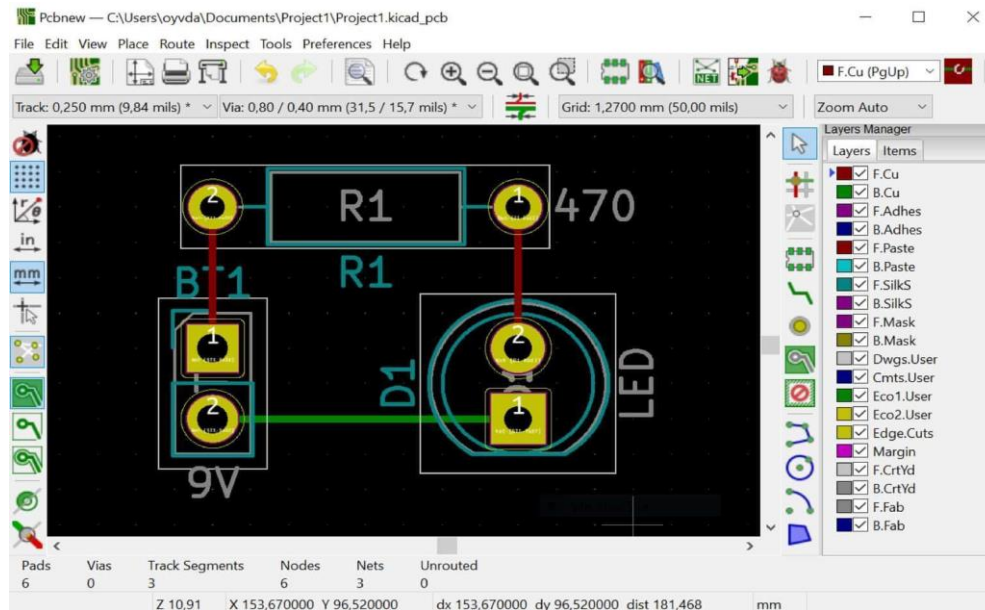 Pcbnew — C:\Users\oyvda\Documents\Project1\Project1.kicad_pcb
File Edit View Place Route Inspect Tools Preferences Help
NET
F.Cu (PgUp)
Track: 0,250 mm (9,84 mils) *
Via: 0,80 / 0,40 mm (31,5 / 15,7 mils) *
Grid: 1,2700 mm (50,00 mils)
Zoom Auto
Layers Manager
Layers Items
F.Cu
B.Cu
F.Adhes
B.Adhes
F.Paste
B.Paste
F.SilkS
B.SilkS
F.Mask
B.Mask
Dwgs.User
Cmts.User
Eco1.User
Eco2.User
Edge.Cuts
Margin
F.CrtYd
B.CrtYd
F.Fab
B.Fab
in
mm
2 R1 1 470
BT1 R1
1 2
D1 LED
2 1
9V
Pads Vias Track Segments Nodes Nets Unrouted
6 0 3 6 3 0
Z 10,91 X 153,670000 Y 96,520000 dx 153,670000 dy 96,520000 dist 181,468 mm